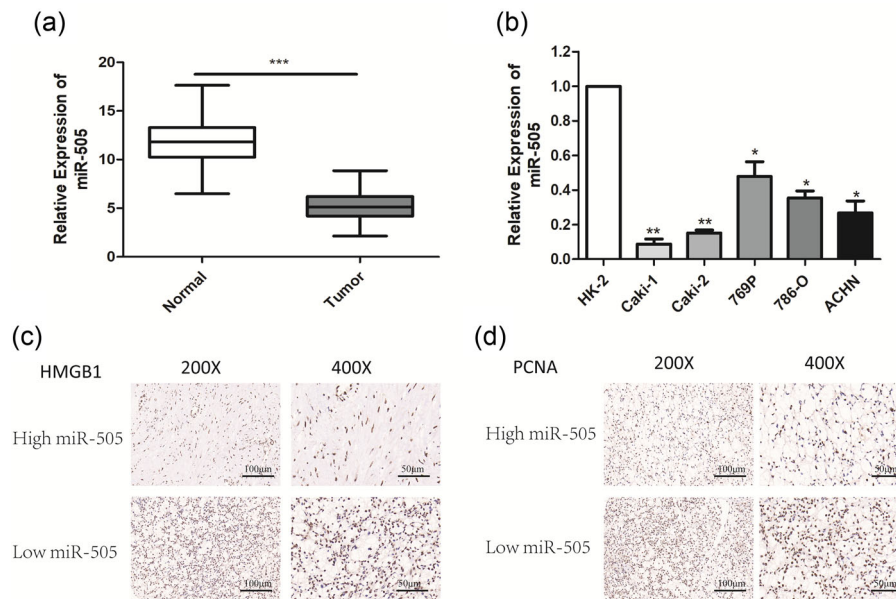 (a)
Relative Expression of
miR-505
20
15
10
5
0
***
Normal
Tumor
(b)
Relative Expression of
miR-505
1.2
1.0
0.8
0.6
0.4
0.2
0.0
**
**
*
*
*
HK-2
Caki-1
Caki-2
769P
786-O
ACHN
(c)
HMGB1
200X
400X
High miR-505
100μm
50μm
Low miR-505
100μm
50μm
(d)
PCNA
200X
400X
High miR-505
100μm
50μm
Low miR-505
100μm
50μm